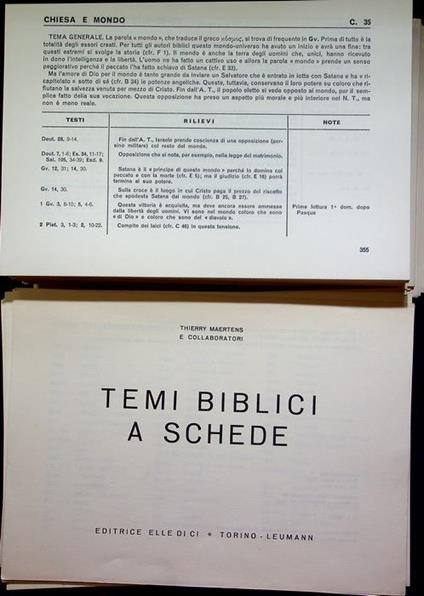 CHIESA E MONDO C. 35
TEMA GENERALE. La parola « mondo », che traduce il greco κόσμος, si trova di frequente in Gv. Prima di tutto è la
totalità degli esseri creati. Per tutti gli autori biblici questo mondo-universo ha avuto un inizio e avrà una fine: tra
questi estremi si svolge la storia (cfr. F 1). Il mondo è anche la terra degli uomini che, unici, hanno ricevuto
in dono l'intelligenza e la libertà. L'uomo ne ha fatto un cattivo uso e allora la parola « mondo » prende un senso
peggiorativo perché il peccato l'ha fatto schiavo di Satana (cfr. E 33).
Ma l'amore di Dio per il mondo è tanto grande da inviare un Salvatore che è entrato in lotta con Satana e ha « ri-
capitolato » sotto di sé (cfr. B 34) le potenze angeliche. Queste, tuttavia, conservano il loro potere su coloro che ri-
fiutano la salvezza venuta per mezzo di Cristo. Fin dall'A. T., il popolo eletto si vede opposto al mondo, per il sem-
plice fatto della sua vocazione. Questa opposizione ha preso un aspetto più morale e più interiore nel N. T., ma
non è meno reale.
TESTI RILIEVI NOTE
Deut. 28, 9-14. Fin dall'A. T., Israele prende coscienza di una opposizione (per-
sino militare) col resto del mondo.
Deut. 7, 1-6; Es. 34, 11-17; Opposizione che si nota, per esempio, nella legge del matrimonio.
Sal. 105, 34-39; Esd. 9.
Gv. 12, 31; 14, 30. Satana è il « principe di questo mondo » perché lo domina col
peccato e con la morte (cfr. E 5); ma il giudizio (cfr. E 16) porrà
termine al suo potere.
Gv. 14, 30. Sulla croce è il luogo in cui Cristo paga il prezzo del riscatto
che spodesta Satana dal mondo (cfr. B 25, B 27).
1 Gv. 3, 8-10; 5, 4-6. Questa vittoria è acquisita, ma deve ancora essere ammessa Prima lettura 1ª dom. dopo
dalla libertà degli uomini. Vi sono nel mondo coloro che sono Pasqua
« di Dio » e coloro che sono del « diavolo ».
2 Piet. 3, 1-3; 2, 10-22. Compito dei laici (cfr. C 46) in questa tensione.
355
THIERRY MAERTENS
E COLLABORATORI
TEMI BIBLICI
A SCHEDE
EDITRICE ELLE DI CI * TORINO - LEUMANN